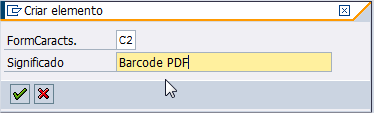 Criar elemento
FormCaracts. C2
Significado Barcode PDF